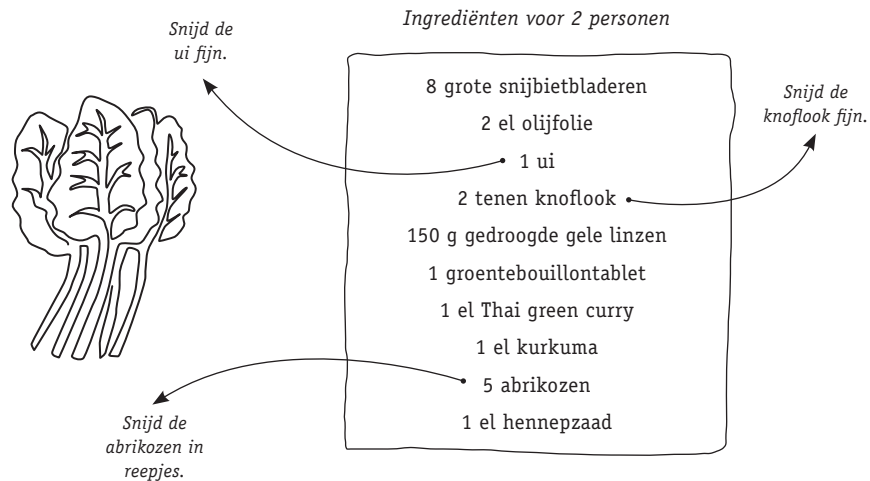 Ingrediënten voor 2 personen
Snijd de
ui fijn.
8 grote snijbietbladeren
2 el olijfolie
1 ui
2 tenen knoflook
150 g gedroogde gele linzen
1 groentebouillontablet
1 el Thai green curry
1 el kurkuma
5 abrikozen
1 el hennepzaad
Snijd de
knoflook fijn.
Snijd de
abrikozen in
reepjes.